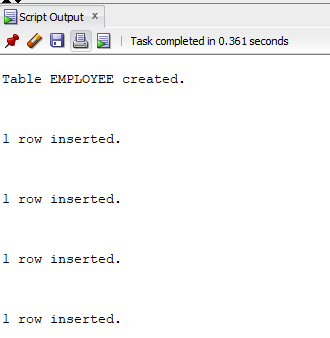 Script Output x
Task completed in 0.361 seconds
Table EMPLOYEE created.
1 row inserted.
1 row inserted.
1 row inserted.
1 row inserted.